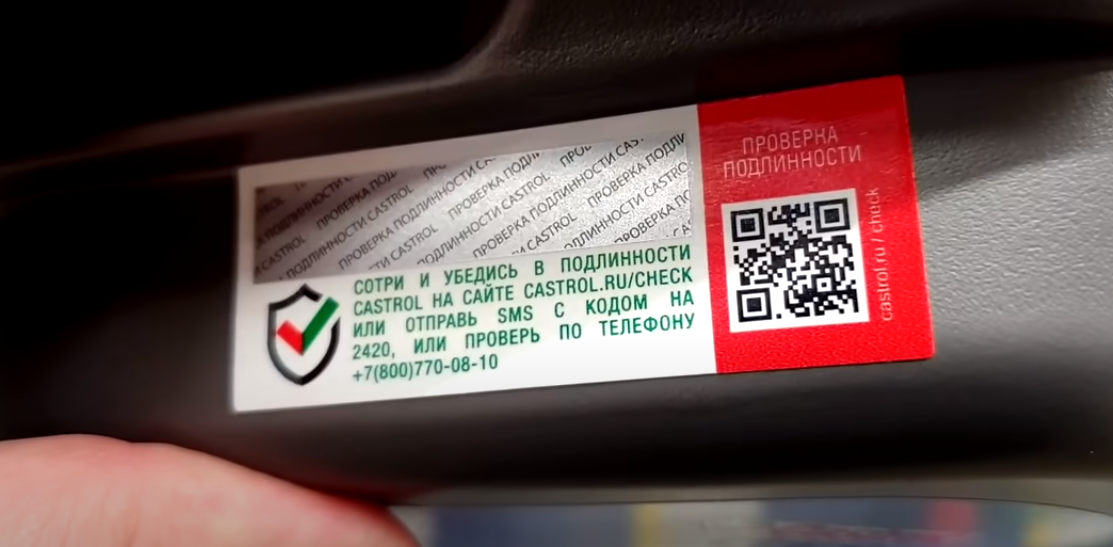 ПРОВЕРКА ПОДЛИННОСТИ CASTROL
СОТРИ И УБЕДИСЬ В ПОДЛИННОСТИ
CASTROL НА САЙТЕ CASTROL.RU/CHECK
ИЛИ ОТПРАВЬ SMS С КОДОМ НА
2420, ИЛИ ПРОВЕРЬ ПО ТЕЛЕФОНУ
+7(800)770-08-10
ПРОВЕРКА
ПОДЛИННОСТИ
castrol.ru / check